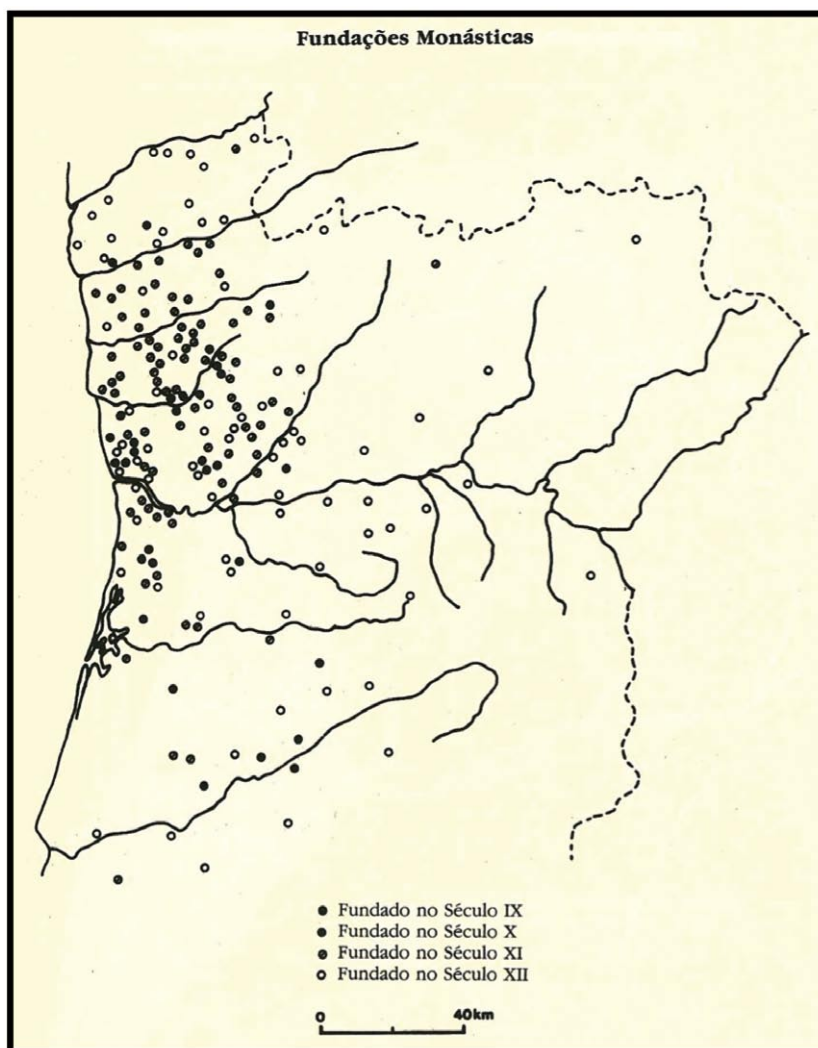 Fundações Monásticas
Fundado no Século IX
Fundado no Século X
Fundado no Século XI
Fundado no Século XII
0 40km